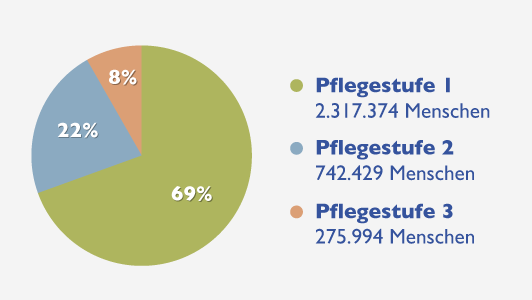 8%
22%
69%
Pflegestufe 1
2.317.374 Menschen
Pflegestufe 2
742.429 Menschen
Pflegestufe 3
275.994 Menschen